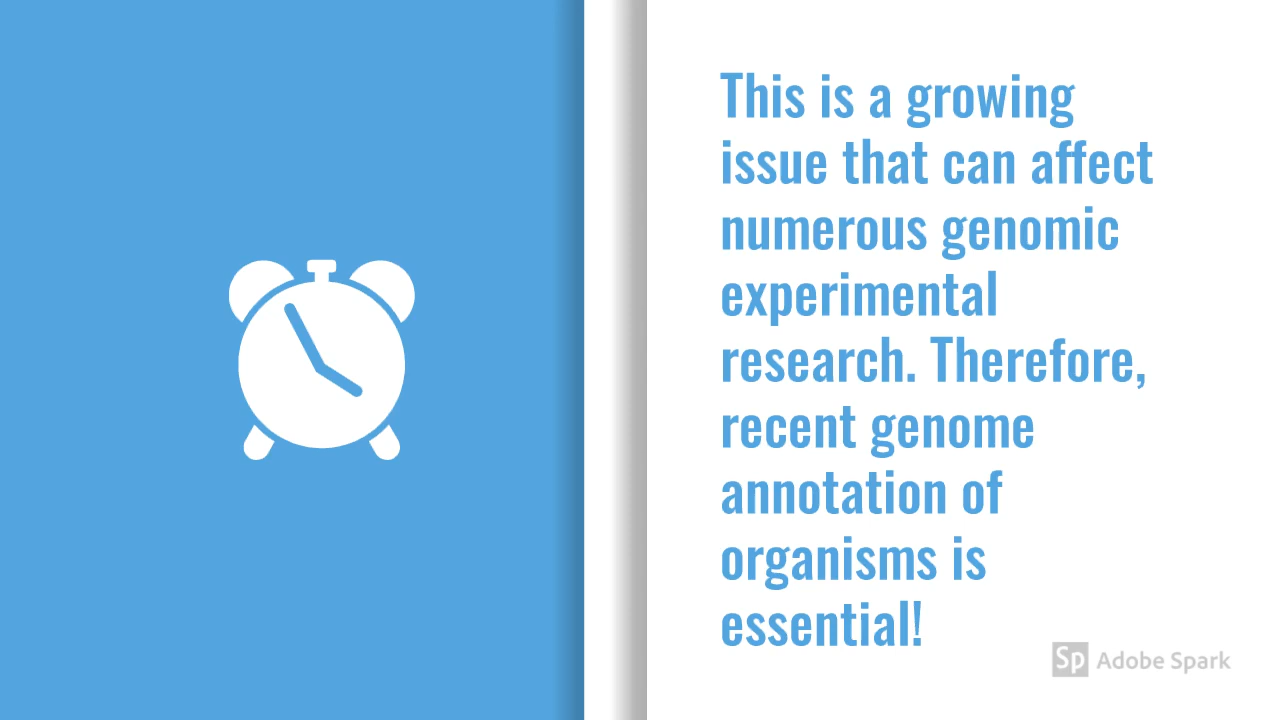 This is a growing
issue that can affect
numerous genomic
experimental
research. Therefore,
recent genome
annotation of
organisms is
essential!
Sp Adobe Spark